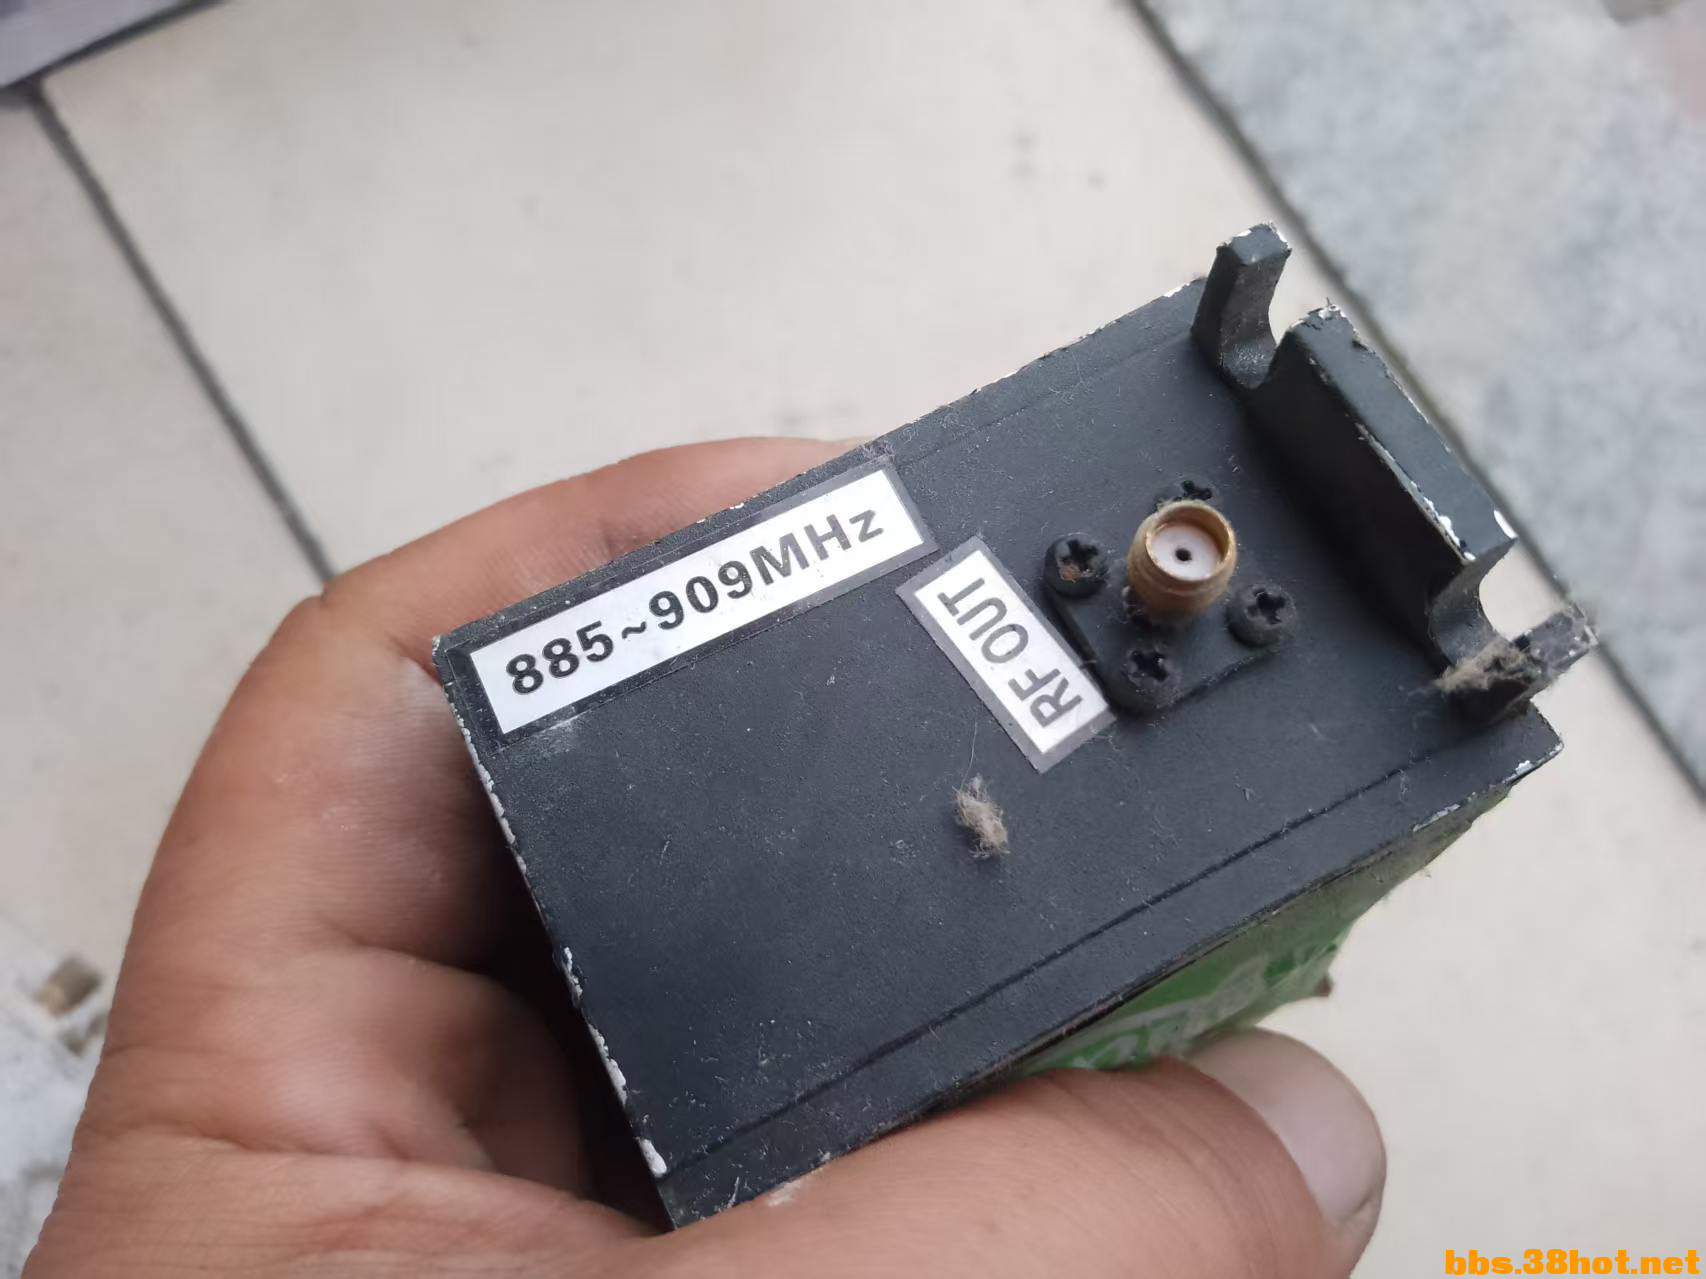 885~909MHz
RF OUT
bbs.38hot.net